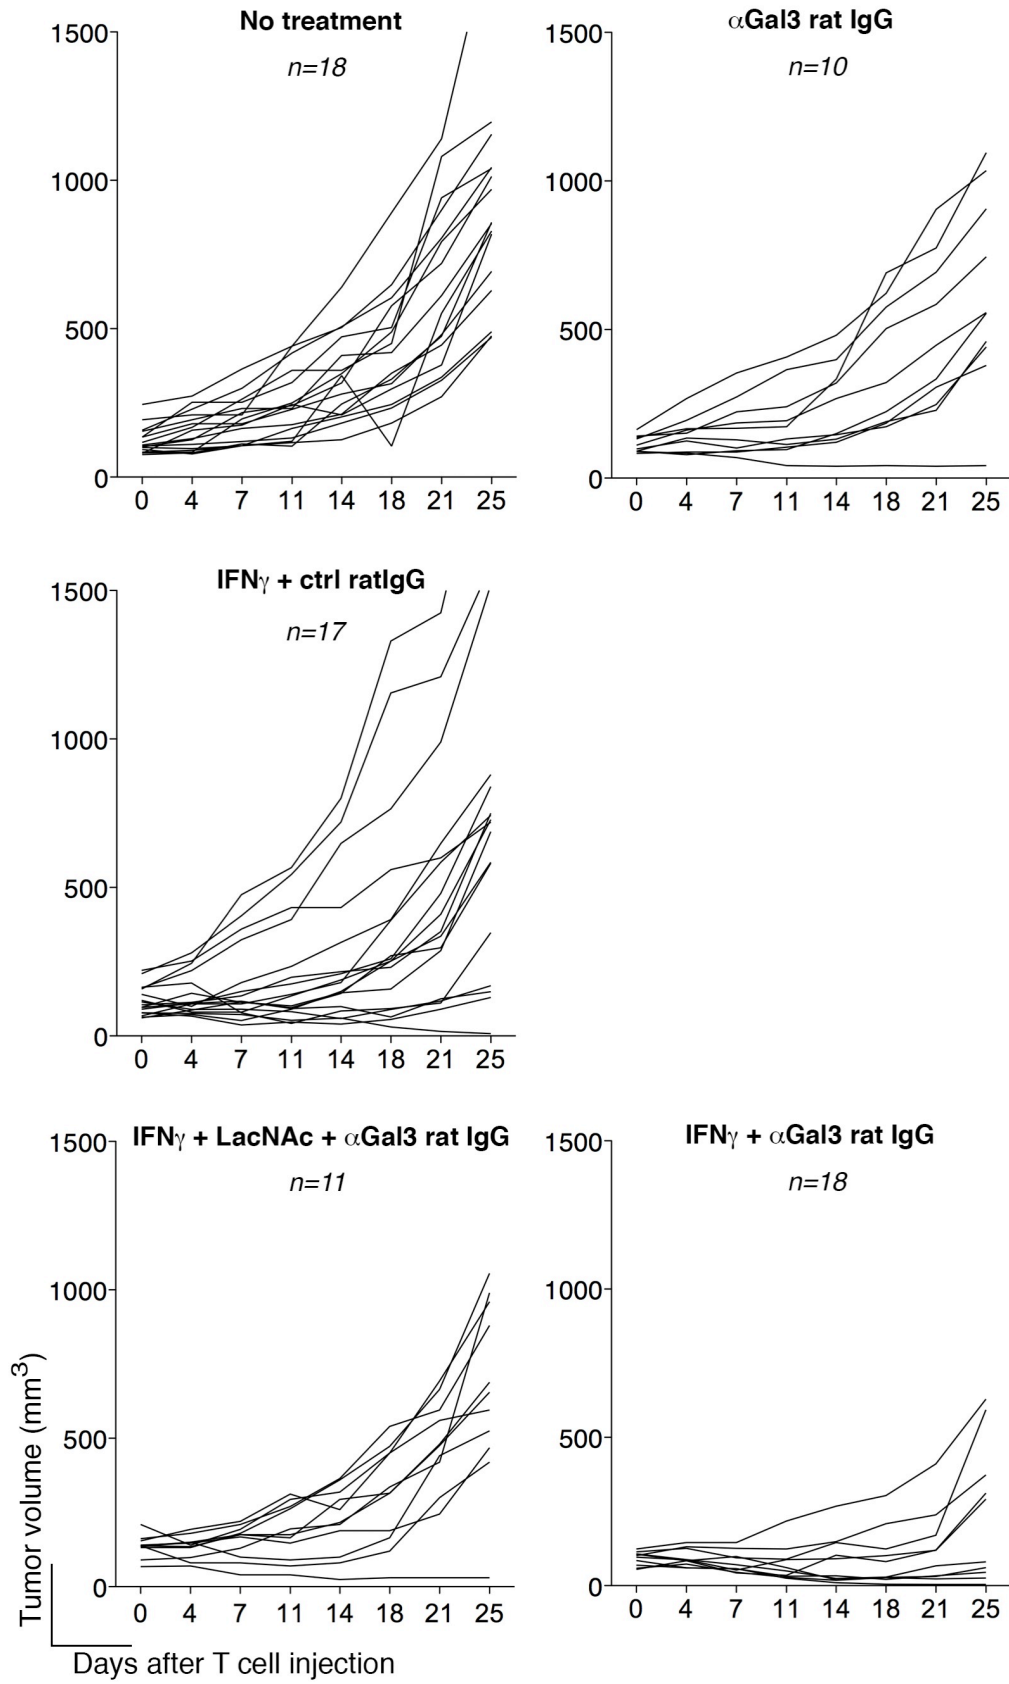 No treatment
n=18
1500
1000
500
0
0 4 7 11 14 18 21 25
αGal3 rat IgG
n=10
1500
1000
500
0
0 4 7 11 14 18 21 25
IFNγ + ctrl ratIgG
n=17
1500
1000
500
0
0 4 7 11 14 18 21 25
IFNγ + LacNAc + αGal3 rat IgG
n=11
1500
1000
500
0
0 4 7 11 14 18 21 25
IFNγ + αGal3 rat IgG
n=18
1500
1000
500
0
0 4 7 11 14 18 21 25
Tumor volume (mm³)
Days after T cell injection